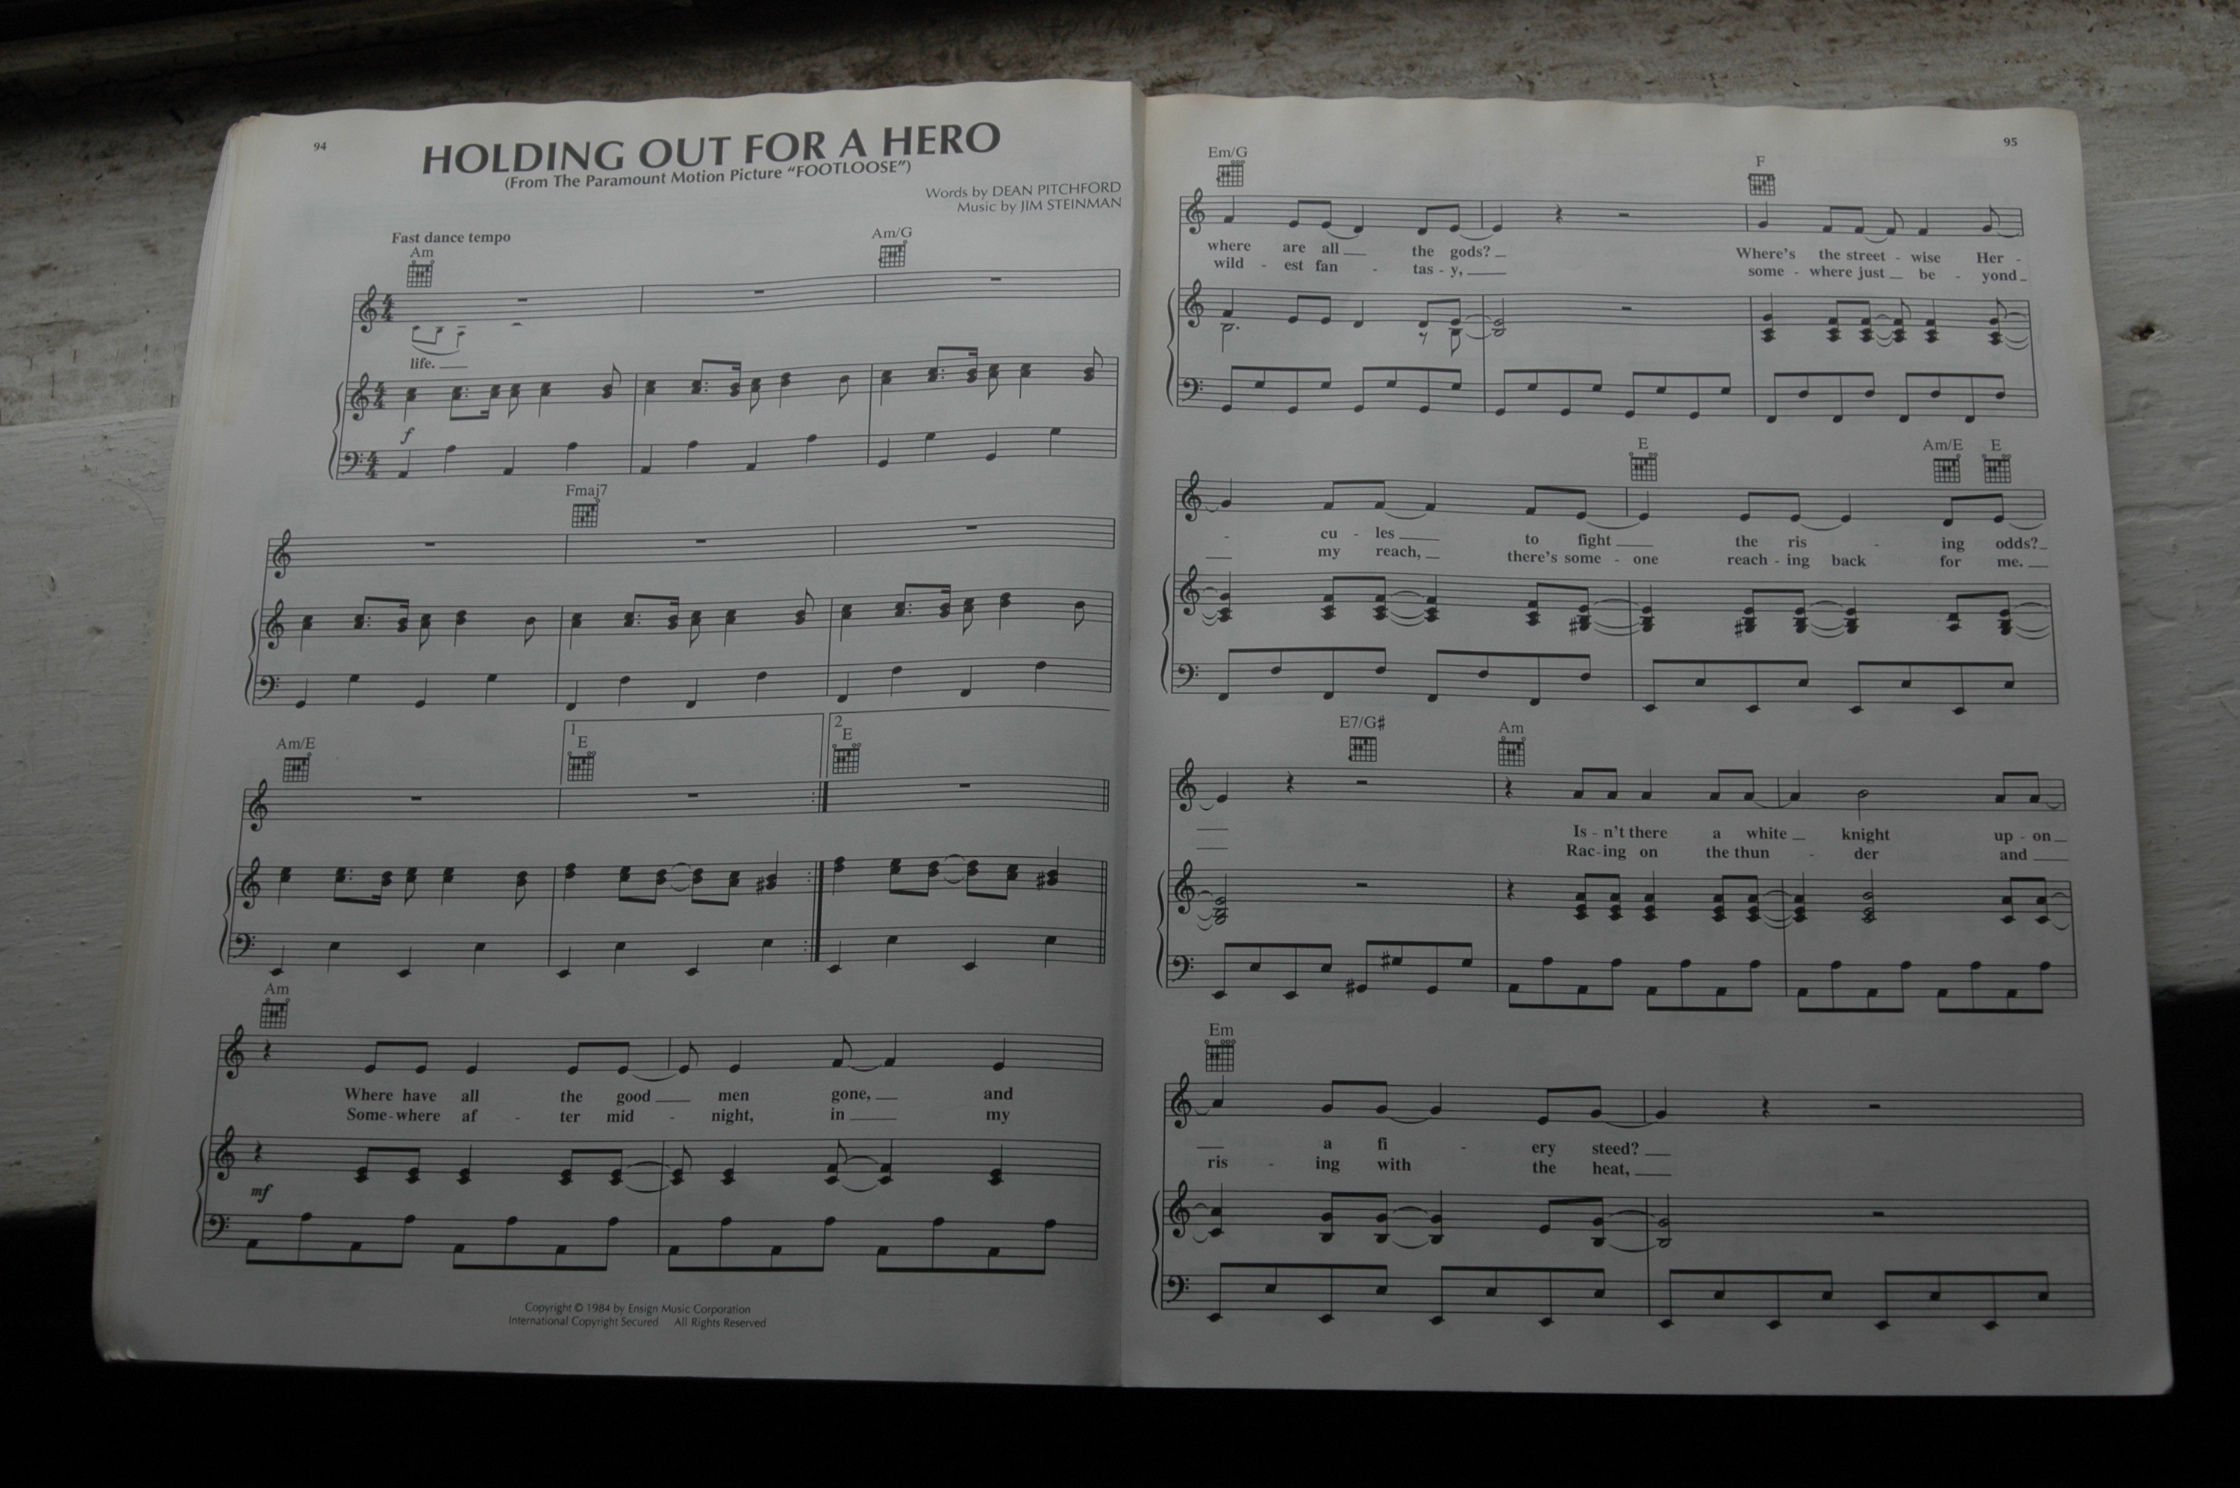 94
HOLDING OUT FOR A HERO
(From The Paramount Motion Picture “FOOTLOOSE”)
Words by DEAN PITCHFORD
Music by JIM STEINMAN
Fast dance tempo
Am Am/G
life.
f
Fmaj7
Am/E 1 E 2 E
Am
Where have all the good men gone, and
Some - where af - ter mid - night, in my
mf
Copyright © 1984 by Ensign Music Corporation
International Copyright Secured All Rights Reserved
95
Em/G F
where are all the gods? Where's the street - wise Her -
wild - est fan - tas - y, some - where just be - yond
E Am/E E
- cu - les to fight the ris - ing odds?
my reach, there's some - one reach - ing back for me.
E7/G# Am
Is - n't there a white knight up - on
Rac - ing on the thun - der and
Em
a fi - ery steed?
ris - ing with the heat,